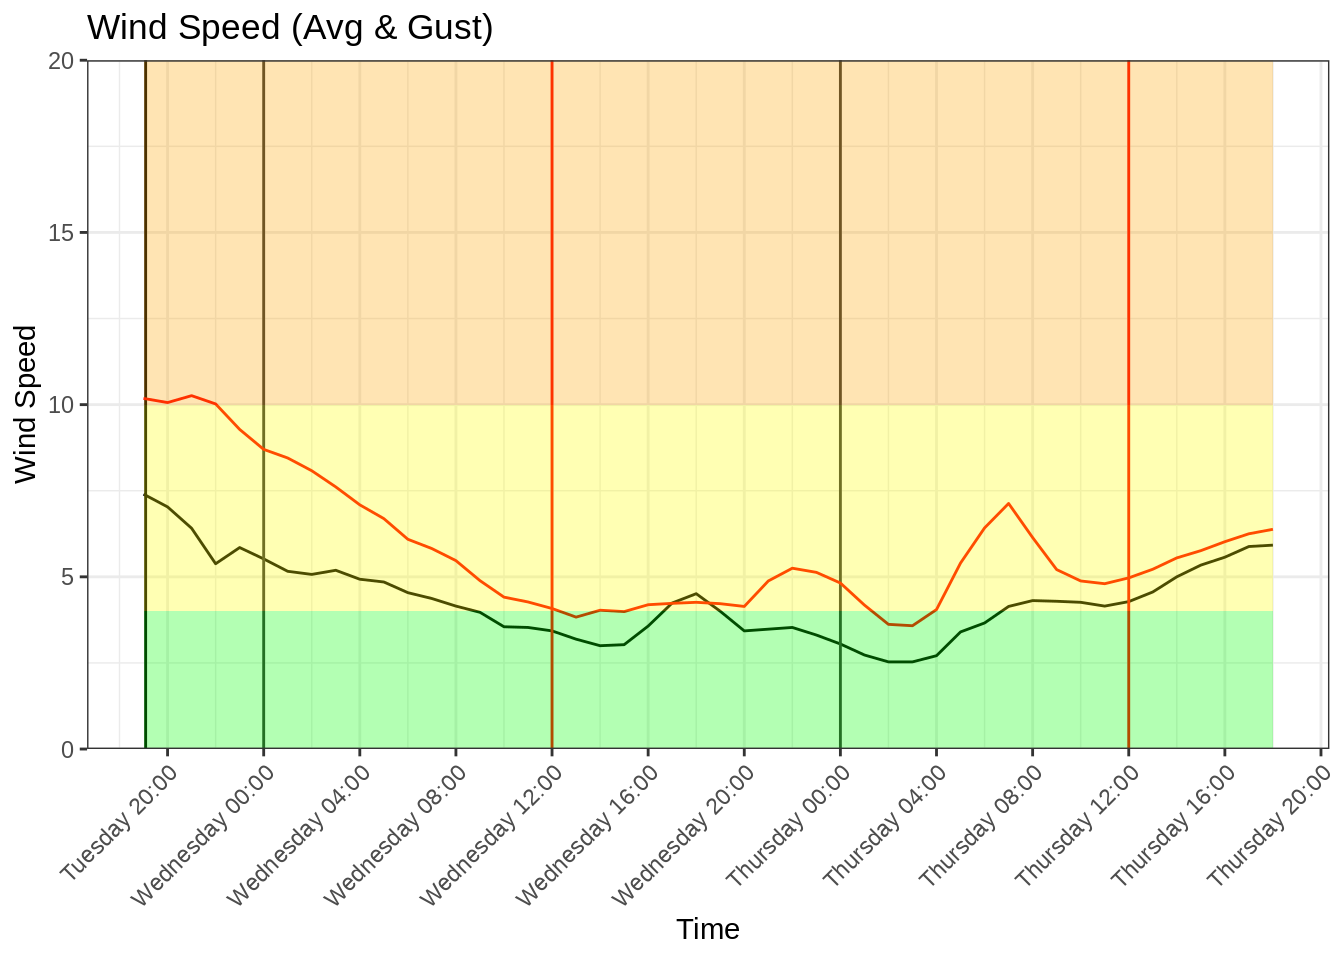 Wind Speed (Avg & Gust)
20
15
10
5
0
Wind Speed
Tuesday 20:00
Wednesday 00:00
Wednesday 04:00
Wednesday 08:00
Wednesday 12:00
Wednesday 16:00
Wednesday 20:00
Thursday 00:00
Thursday 04:00
Thursday 08:00
Thursday 12:00
Thursday 16:00
Thursday 20:00
Time